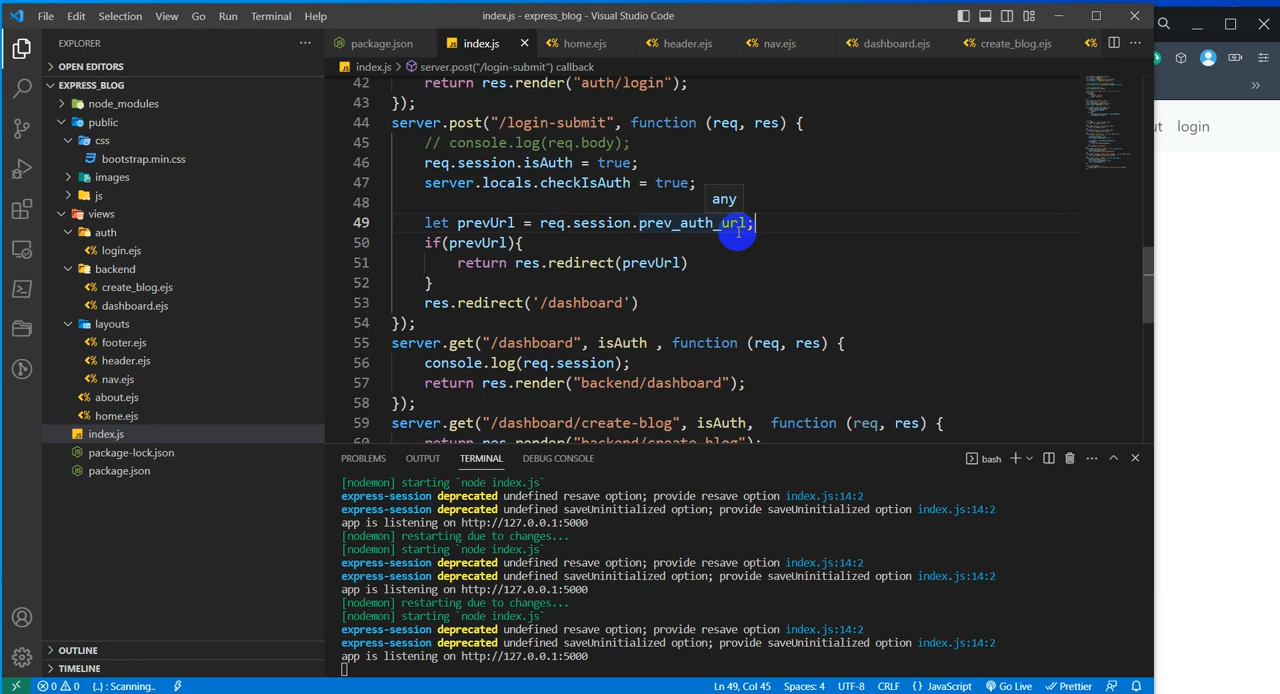 File Edit Selection View Go Run Terminal Help index.js - express_blog - Visual Studio Code
EXPLORER
package.json index.js home.ejs header.ejs nav.ejs dashboard.ejs create_blog.ejs
OPEN EDITORS
index.js > server.post("/login-submit") callback
EXPRESS_BLOG
node_modules
public
css
bootstrap.min.css
images
js
views
auth
login.ejs
backend
create_blog.ejs
dashboard.ejs
layouts
footer.ejs
header.ejs
nav.ejs
about.ejs
home.ejs
index.js
package-lock.json
package.json
OUTLINE
TIMELINE
42 return res.render("auth/login");
43 });
44 server.post("/login-submit", function (req, res) {
45 // console.log(req.body);
46 req.session.isAuth = true;
47 server.locals.checkIsAuth = true;
48
any
49 let prevUrl = req.session.prev_auth_url;
50 if(prevUrl){
51 return res.redirect(prevUrl)
52 }
53 res.redirect('/dashboard')
54 });
55 server.get("/dashboard", isAuth , function (req, res) {
56 console.log(req.session);
57 return res.render("backend/dashboard");
58 });
59 server.get("/dashboard/create-blog", isAuth, function (req, res) {
60 return res.render("backend/create_blog");
ut login
PROBLEMS OUTPUT TERMINAL DEBUG CONSOLE
bash
[nodemon] starting `node index.js`
express-session deprecated undefined resave option; provide resave option index.js:14:2
express-session deprecated undefined saveUninitialized option; provide saveUninitialized option index.js:14:2
app is listening on http://127.0.0.1:5000
[nodemon] restarting due to changes...
[nodemon] starting `node index.js`
express-session deprecated undefined resave option; provide resave option index.js:14:2
express-session deprecated undefined saveUninitialized option; provide saveUninitialized option index.js:14:2
app is listening on http://127.0.0.1:5000
[nodemon] restarting due to changes...
[nodemon] starting `node index.js`
express-session deprecated undefined resave option; provide resave option index.js:14:2
express-session deprecated undefined saveUninitialized option; provide saveUninitialized option index.js:14:2
app is listening on http://127.0.0.1:5000
0 0 {..} : Scanning.. Ln 49, Col 45 Spaces: 4 UTF-8 CRLF {} JavaScript Go Live Prettier